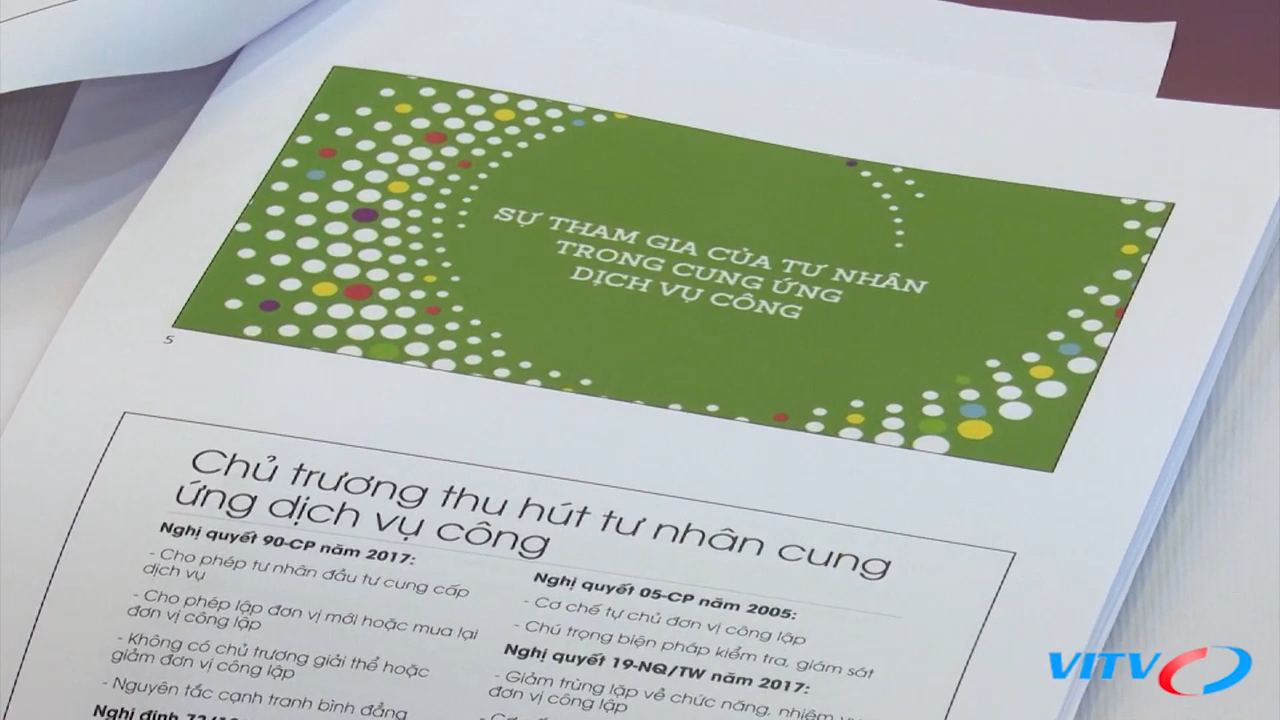 SỰ THAM GIA CỦA TƯ NHÂN
TRONG CUNG ỨNG
DỊCH VỤ CÔNG
5
Chủ trương thu hút tư nhân cung
ứng dịch vụ công
Nghị quyết 90-CP năm 2017:
- Cho phép tư nhân đầu tư cung cấp
dịch vụ
- Cho phép lập đơn vị mới hoặc mua lại
đơn vị công lập
- Không có chủ trương giải thể hoặc
giảm đơn vị công lập
- Nguyên tắc cạnh tranh bình đẳng
Nghị định
Nghị quyết 05-CP năm 2005:
- Cơ chế tự chủ đơn vị công lập
- Chú trọng biện pháp kiểm tra, giám sát
Nghị quyết 19-NQ/TW năm 2017:
- Giảm trùng lặp về chức năng, nhiệm vụ
đơn vị công lập
VITV